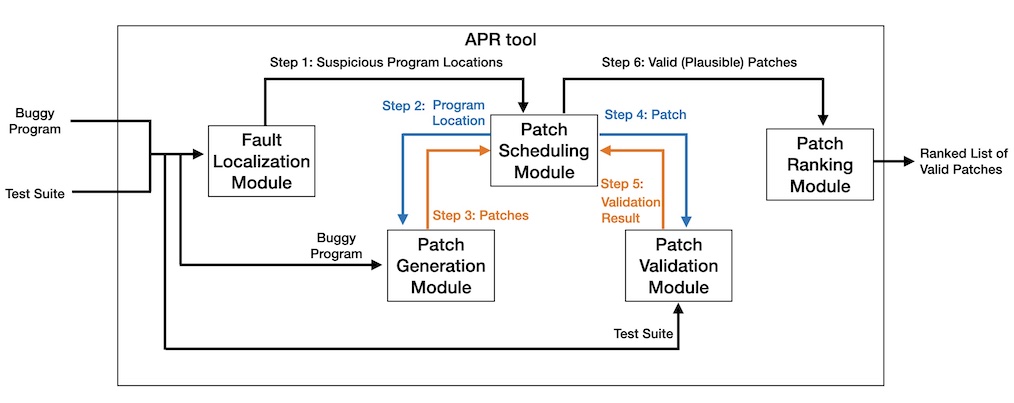 APR tool
Step 1: Suspicious Program Locations
Step 6: Valid (Plausible) Patches
Buggy
Program
Test Suite
Fault
Localization
Module
Step 2: Program
Location
Patch
Scheduling
Module
Step 4: Patch
Patch
Ranking
Module
Ranked List of
Valid Patches
Step 3: Patches
Step 5:
Validation
Result
Buggy
Program
Patch
Generation
Module
Patch
Validation
Module
Test Suite